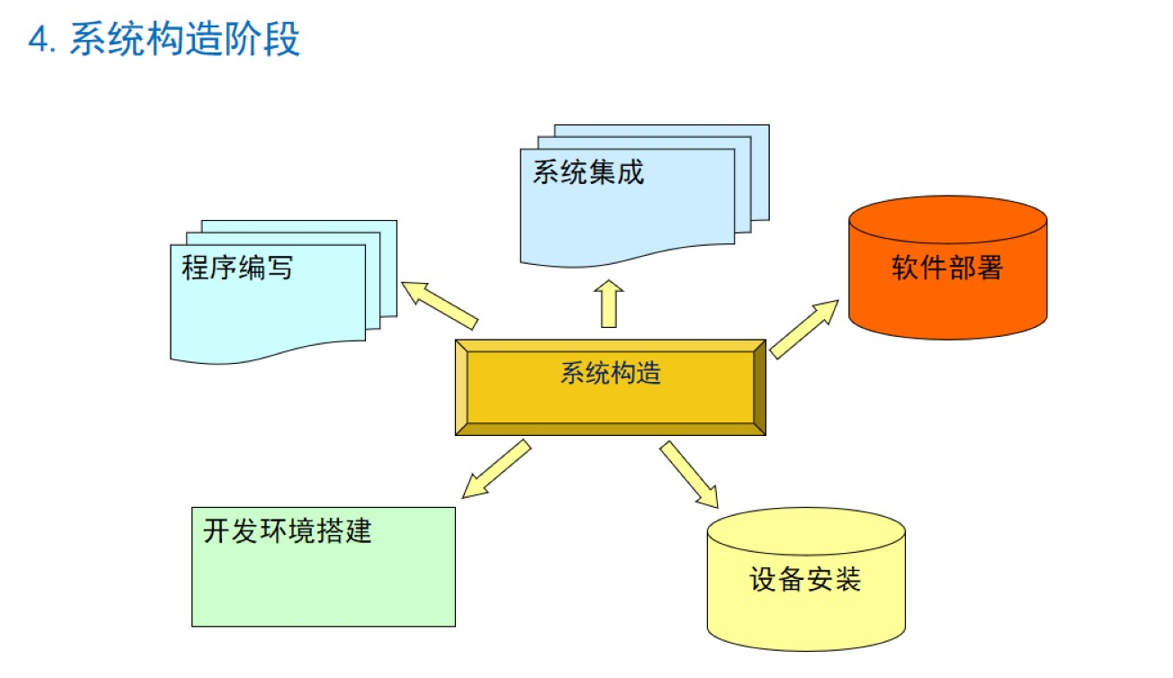 4. 系统构造阶段
系统集成
程序编写
软件部署
系统构造
开发环境搭建
设备安装